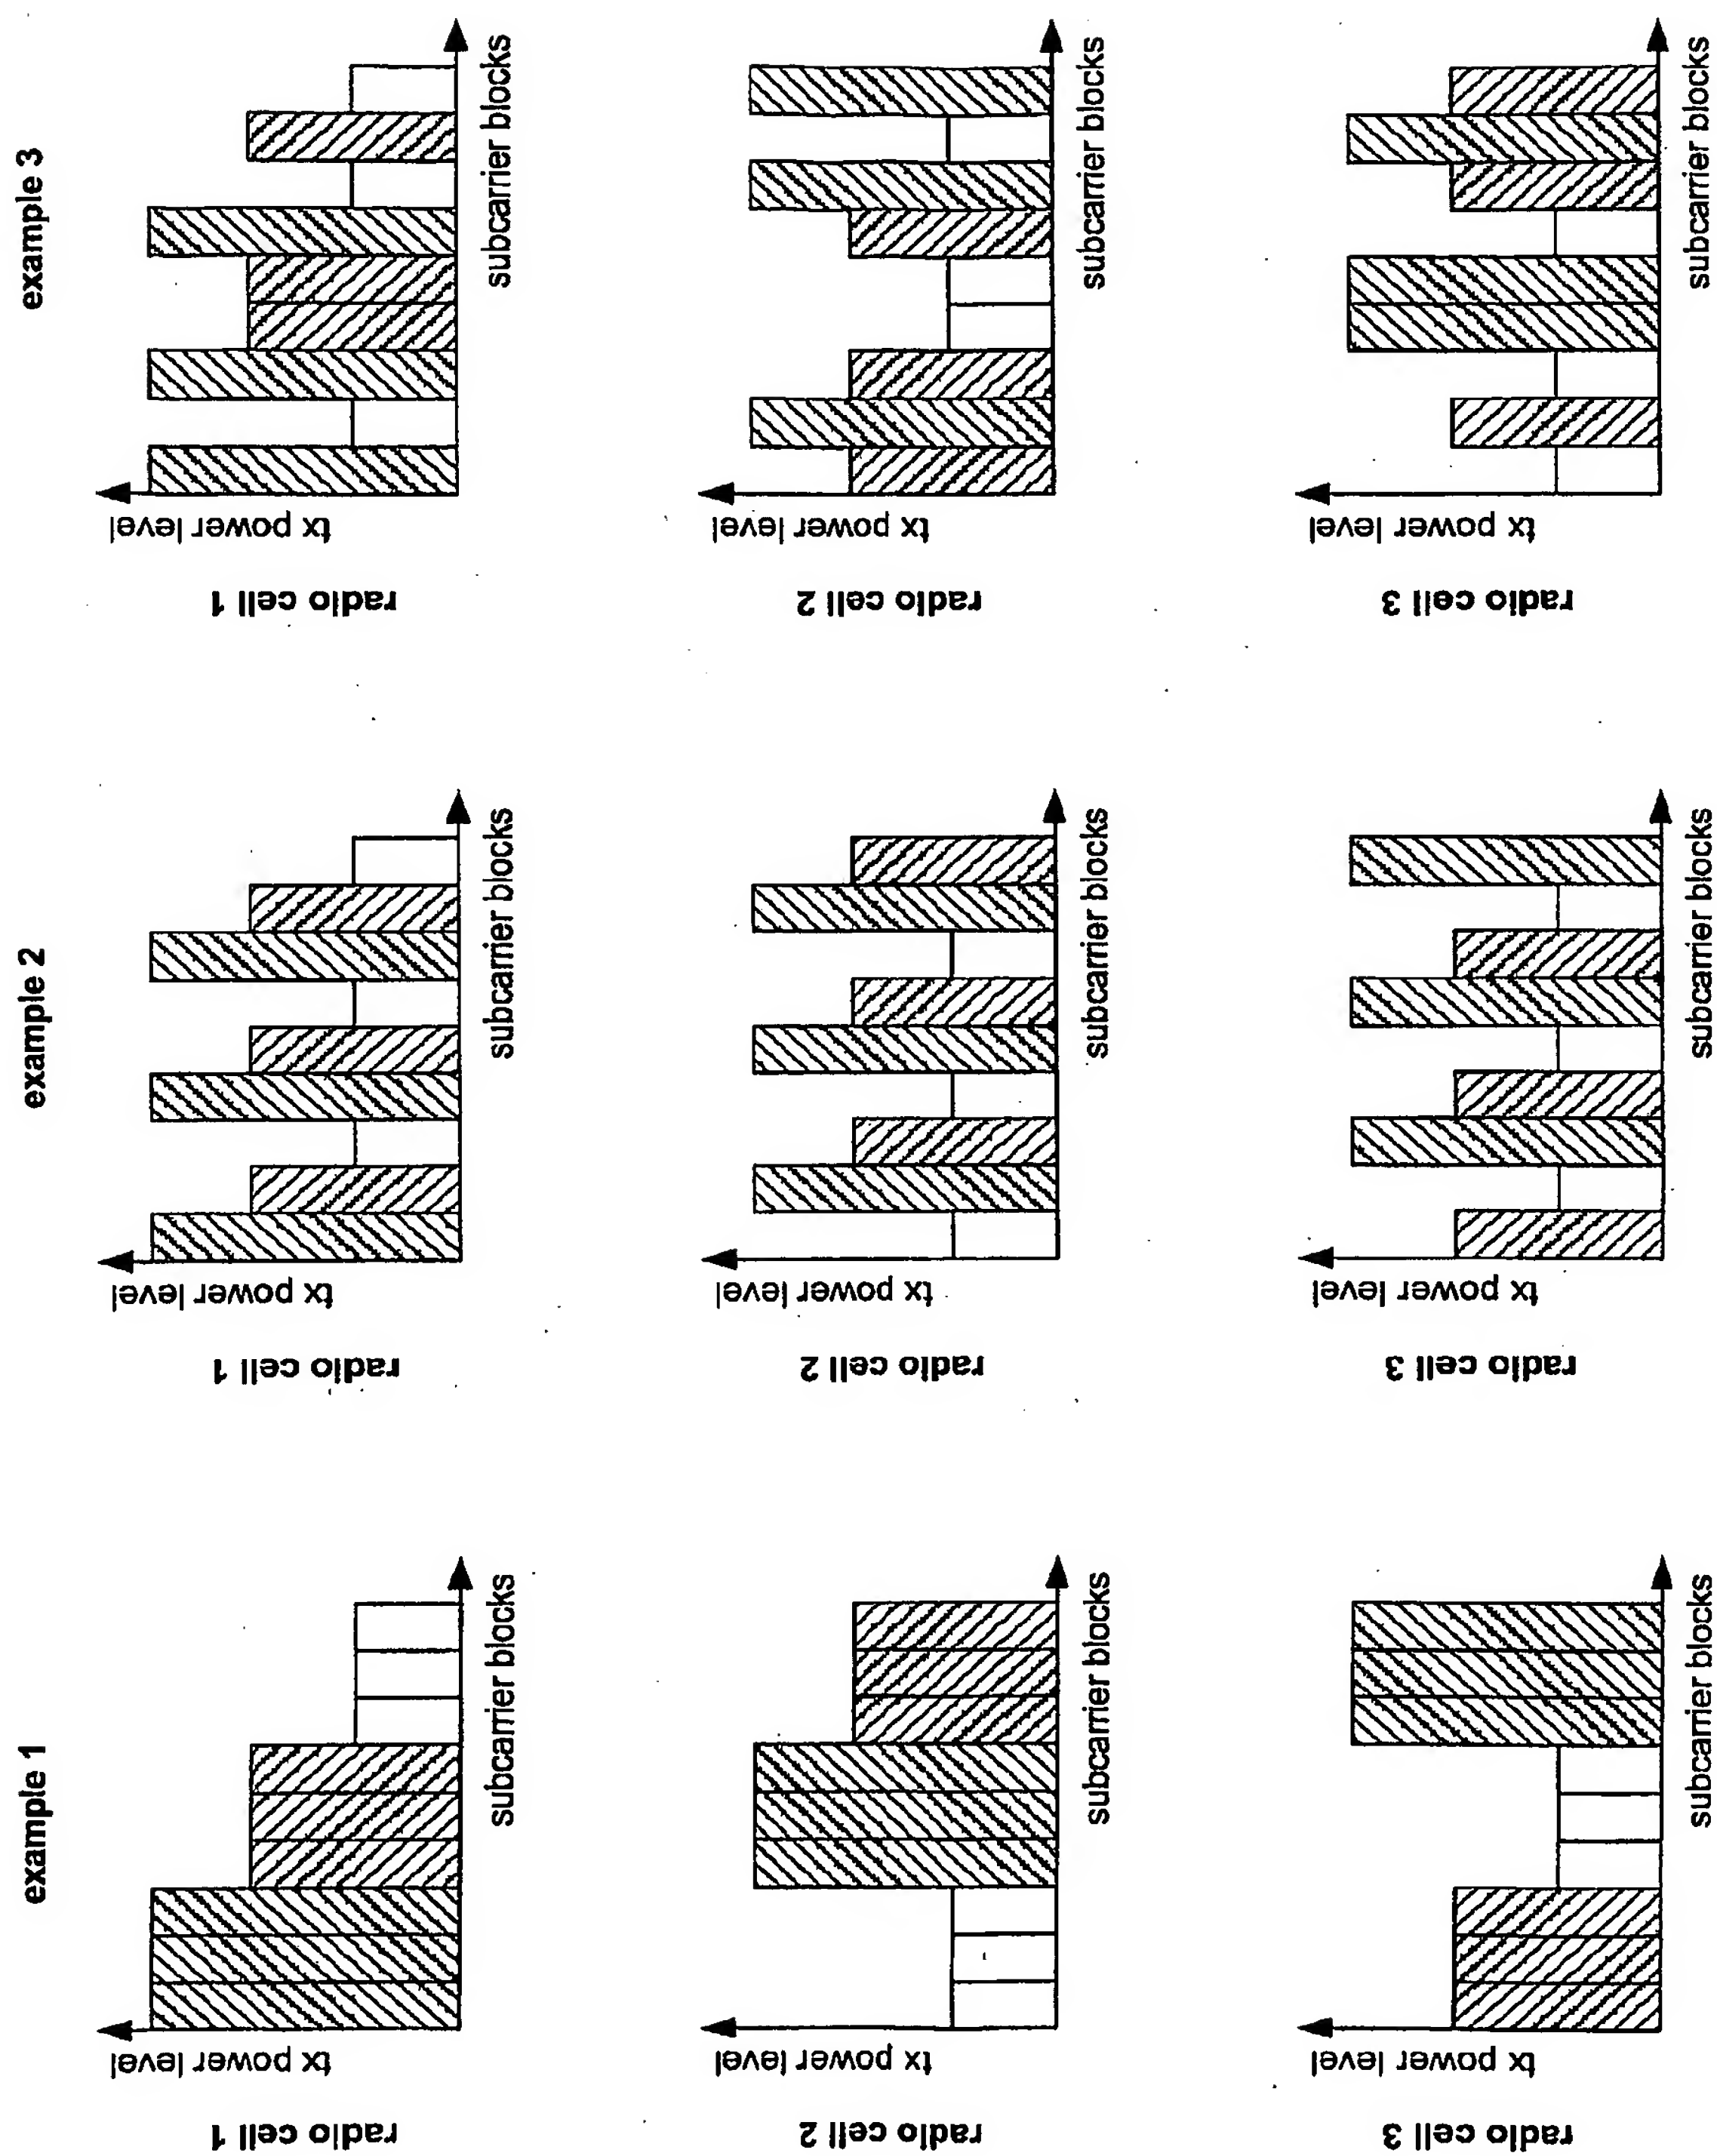 example 1
example 2
example 3
radio cell 1
tx power level
subcarrier blocks
radio cell 1
tx power level
subcarrier blocks
radio cell 1
tx power level
subcarrier blocks
radio cell 2
tx power level
subcarrier blocks
radio cell 2
tx power level
subcarrier blocks
radio cell 2
tx power level
subcarrier blocks
radio cell 3
tx power level
subcarrier blocks
radio cell 3
tx power level
subcarrier blocks
radio cell 3
tx power level
subcarrier blocks